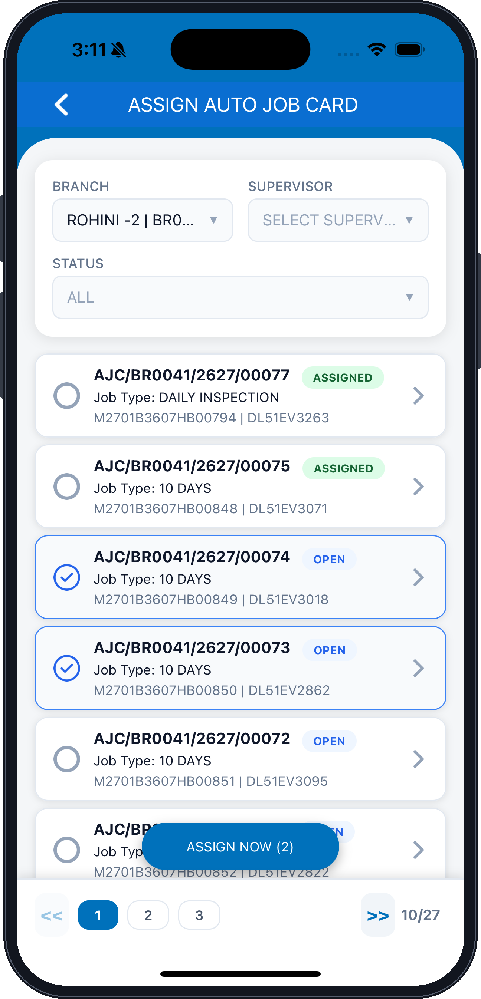 3:11
ASSIGN AUTO JOB CARD
BRANCH
ROHINI -2 | BR0...
SUPERVISOR
SELECT SUPERV...
STATUS
ALL
AJC/BR0041/2627/00077
ASSIGNED
Job Type: DAILY INSPECTION
M2701B3607HB00794 | DL51EV3263
AJC/BR0041/2627/00075
ASSIGNED
Job Type: 10 DAYS
M2701B3607HB00848 | DL51EV3071
AJC/BR0041/2627/00074
OPEN
Job Type: 10 DAYS
M2701B3607HB00849 | DL51EV3018
AJC/BR0041/2627/00073
OPEN
Job Type: 10 DAYS
M2701B3607HB00850 | DL51EV2862
AJC/BR0041/2627/00072
OPEN
Job Type: 10 DAYS
M2701B3607HB00851 | DL51EV3095
AJC/BR
EN
Job Typ
ASSIGN NOW (2)
M2701B3607HB00852 | DL51EV2822
<< 1 2 3 >> 10/27